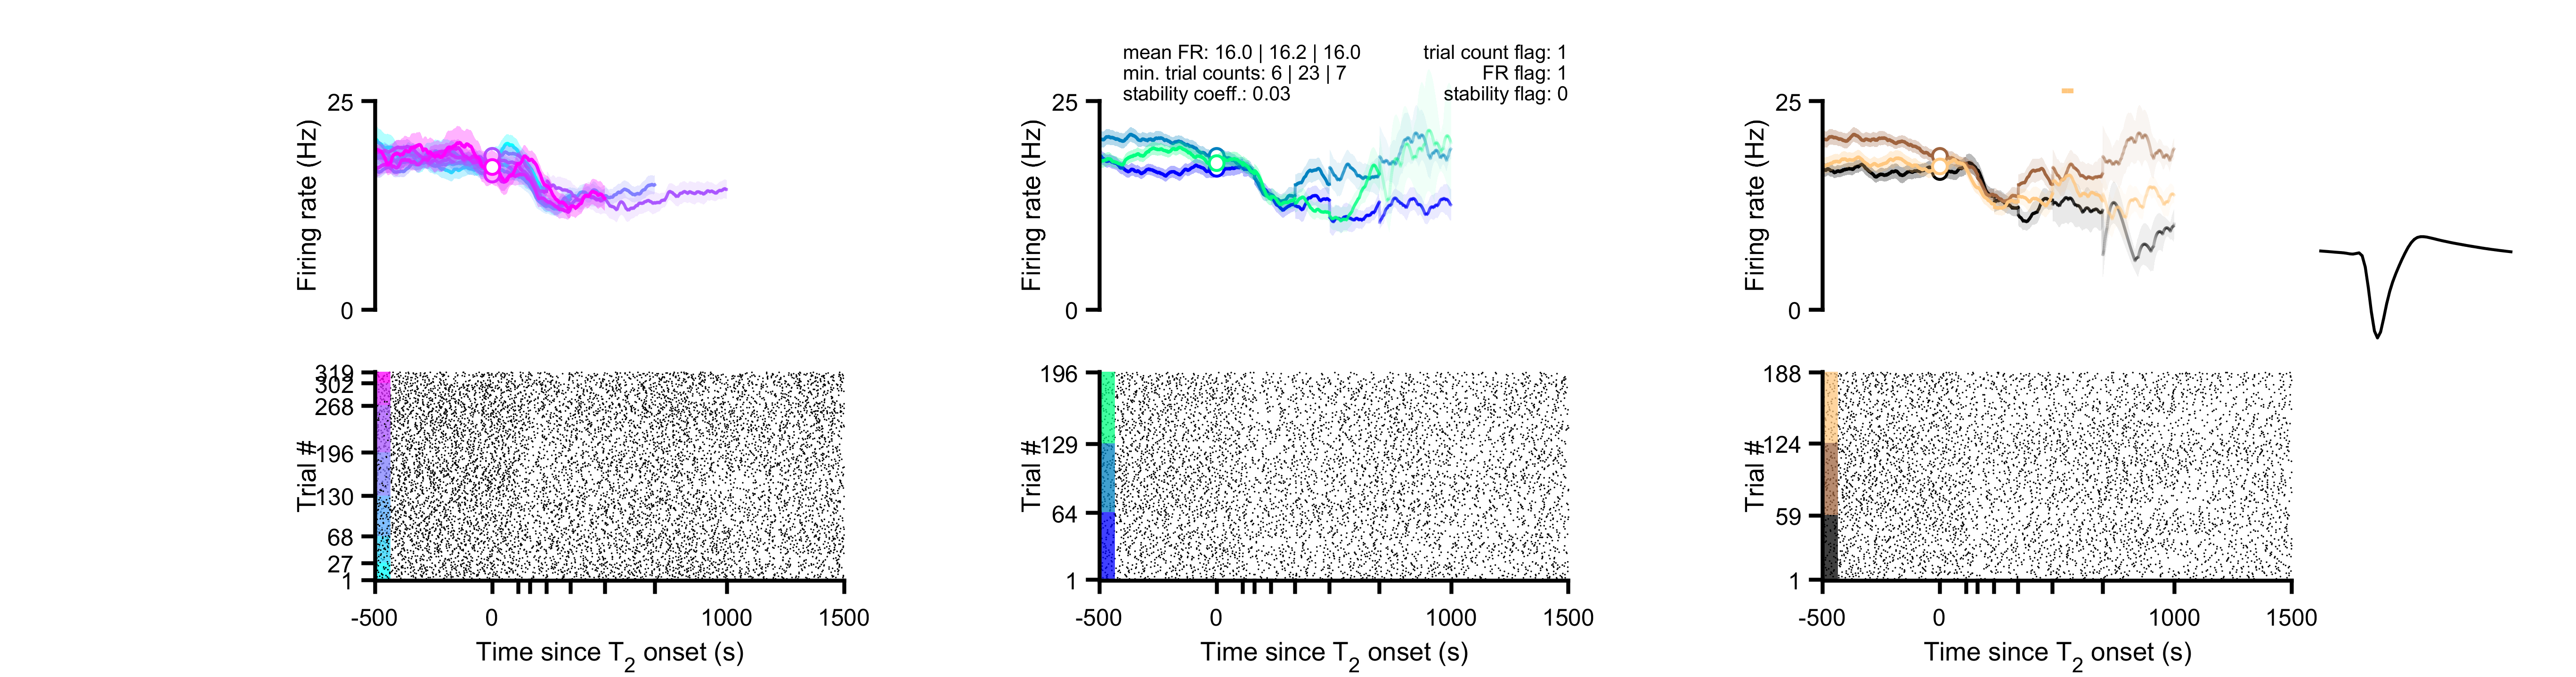 mean FR: 16.0 | 16.2 | 16.0
min. trial counts: 6 | 23 | 7
stability coeff.: 0.03
trial count flag: 1
FR flag: 1
stability flag: 0
25
Firing rate (Hz)
0
25
Firing rate (Hz)
0
25
Firing rate (Hz)
0
319
302
268
196
130
68
27
1
Trial #
-500
0
1000
1500
Time since T2 onset (s)
196
129
64
1
Trial #
-500
0
1000
1500
Time since T2 onset (s)
188
124
59
1
Trial #
-500
0
1000
1500
Time since T2 onset (s)